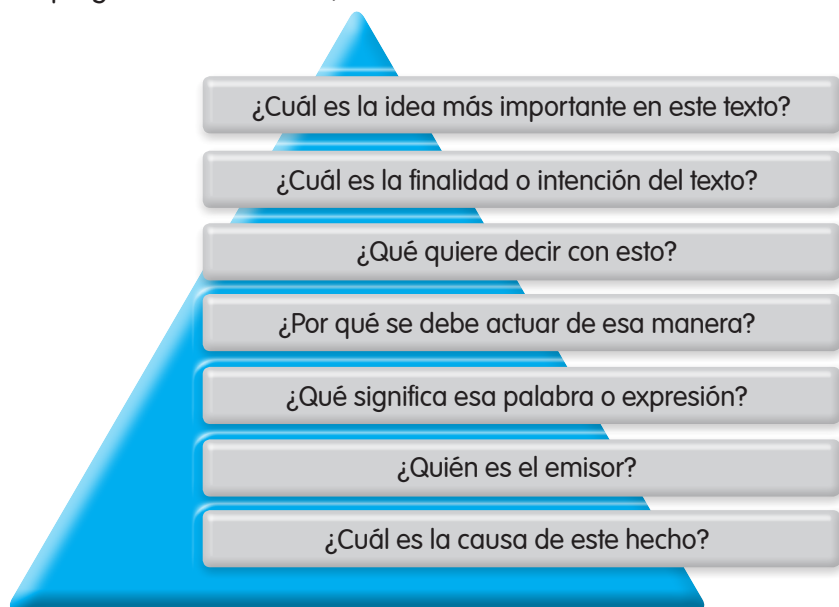 ¿Cuál es la idea más importante en este texto?
¿Cuál es la finalidad o intención del texto?
¿Qué quiere decir con esto?
¿Por qué se debe actuar de esa manera?
¿Qué significa esa palabra o expresión?
¿Quién es el emisor?
¿Cuál es la causa de este hecho?